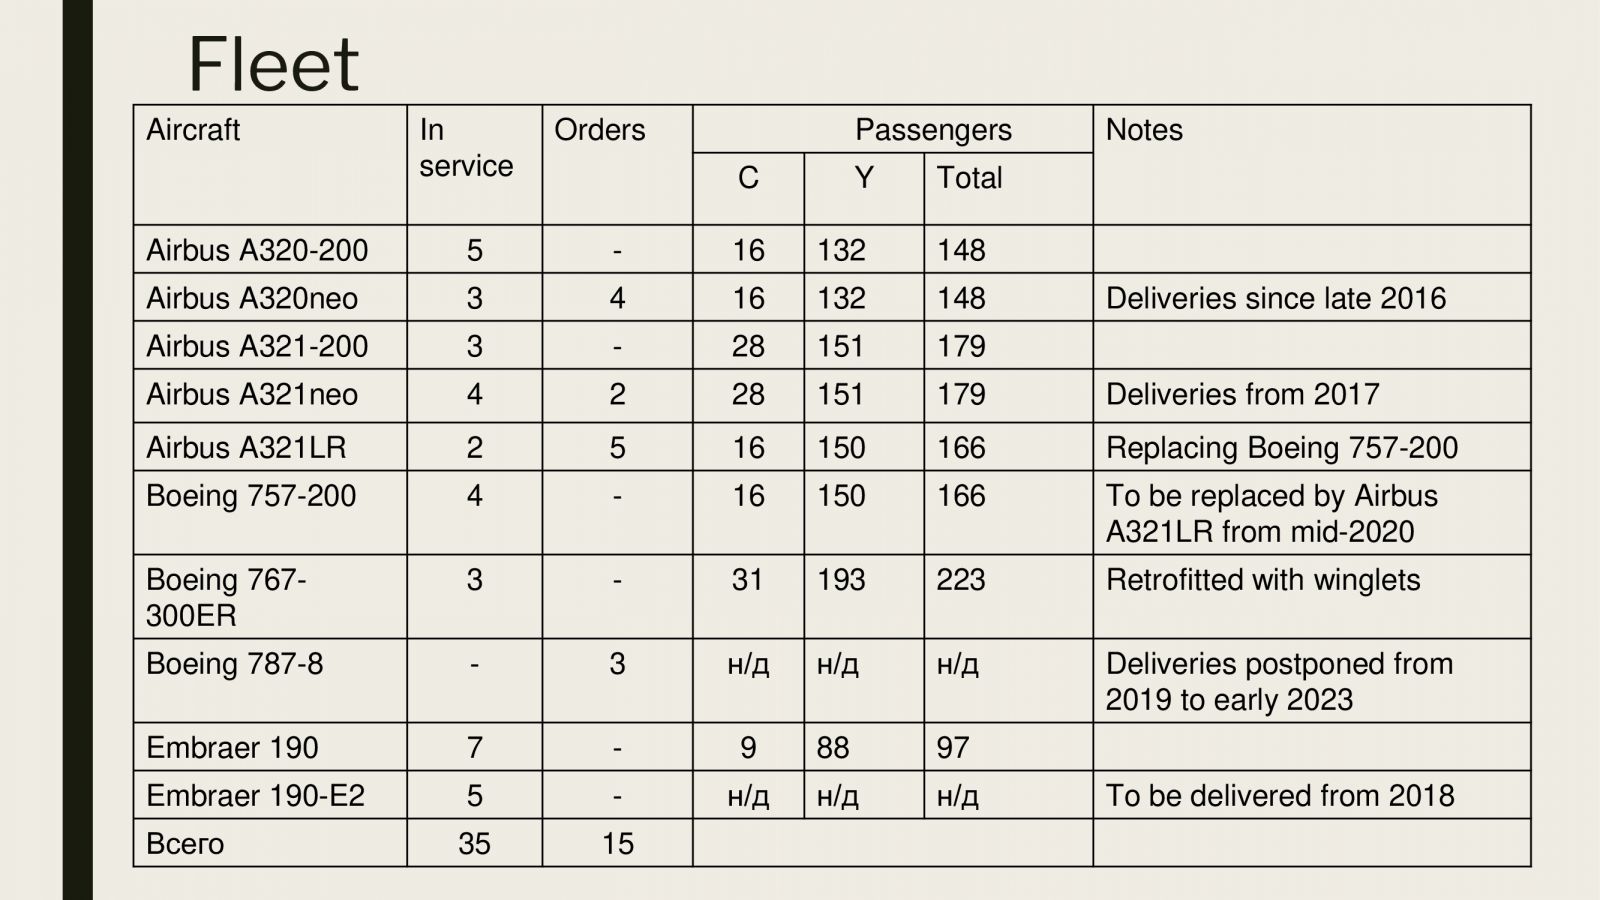 Fleet
Aircraft In service Orders Passengers Notes
C Y Total
Airbus A320-200 5 - 16 132 148
Airbus A320neo 3 4 16 132 148 Deliveries since late 2016
Airbus A321-200 3 - 28 151 179
Airbus A321neo 4 2 28 151 179 Deliveries from 2017
Airbus A321LR 2 5 16 150 166 Replacing Boeing 757-200
Boeing 757-200 4 - 16 150 166 To be replaced by Airbus
A321LR from mid-2020
Boeing 767- 3 - 31 193 223 Retrofitted with winglets
300ER
Boeing 787-8 - 3 н/д н/д н/д Deliveries postponed from
2019 to early 2023
Embraer 190 7 - 9 88 97
Embraer 190-E2 5 - н/д н/д н/д To be delivered from 2018
Всего 35 15